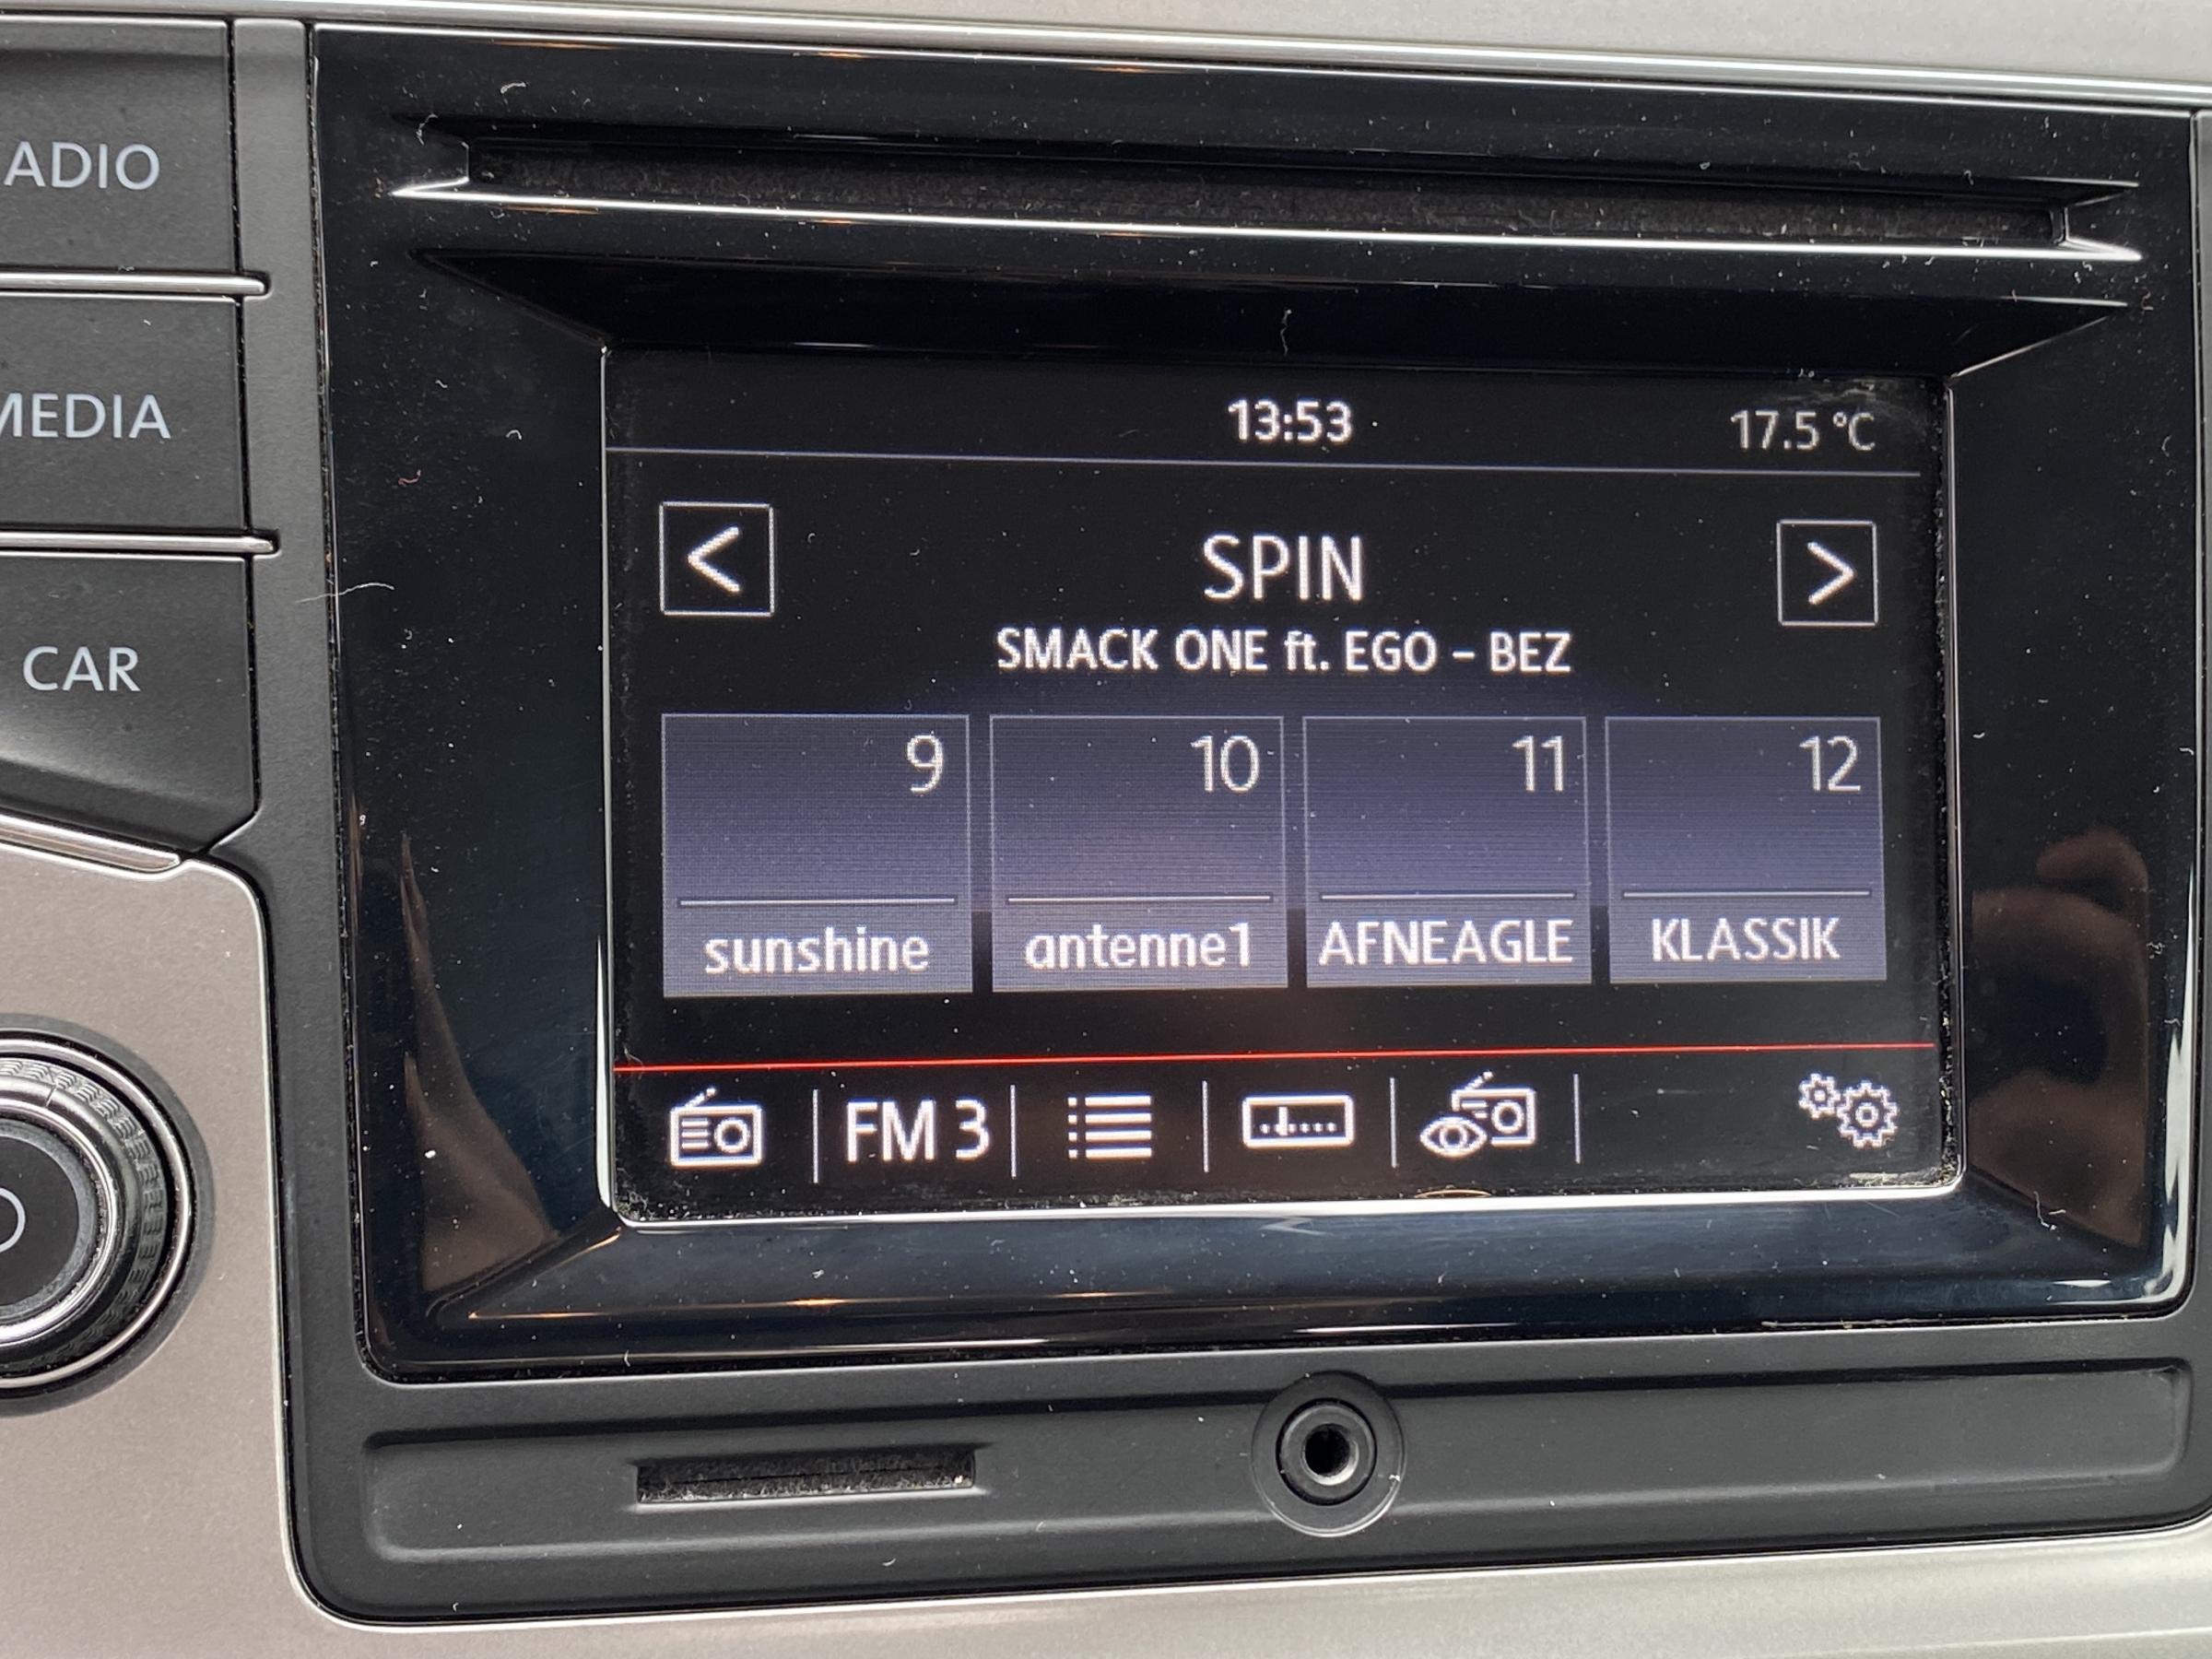 ADIO
MEDIA
CAR
13:53
17.5 °C
<
SPIN
>
SMACK ONE ft. EGO – BEZ
9
10
11
12
sunshine
antenne1
AFNEAGLE
KLASSIK
FM 3